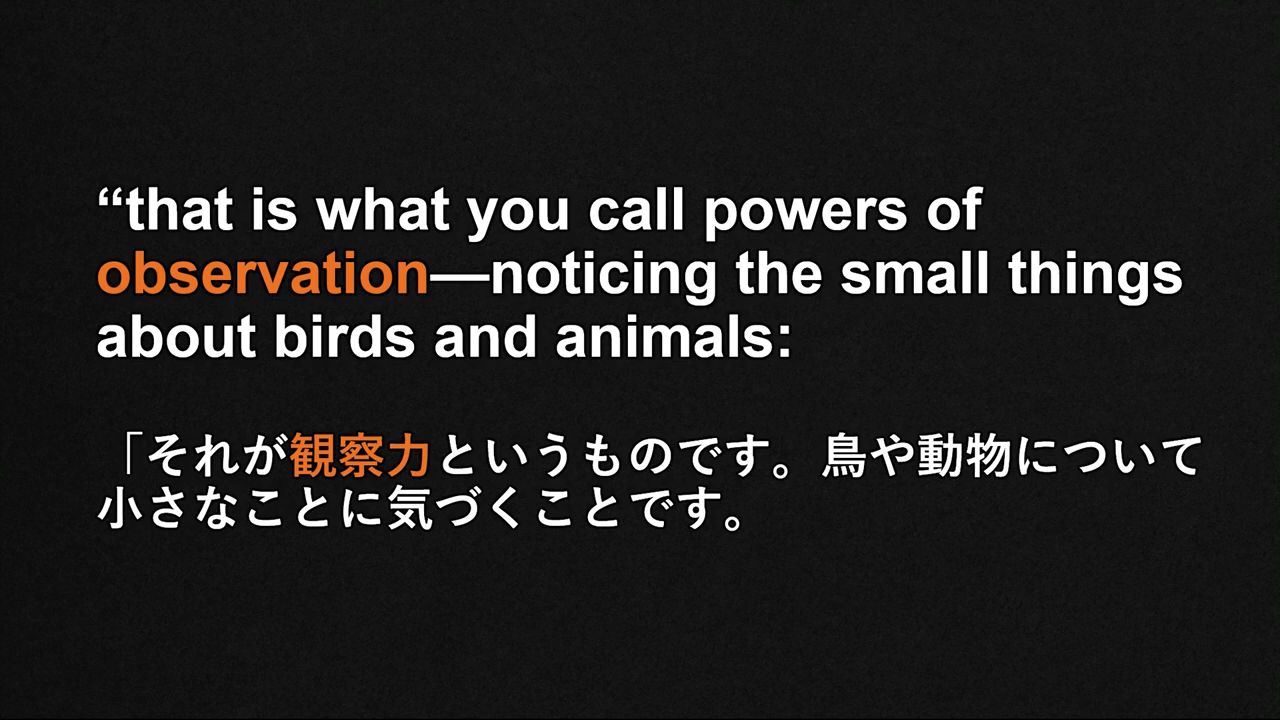 “that is what you call powers of
observation—noticing the small things
about birds and animals:
「それが観察力というものです。鳥や動物について
小さなことに気づくことです。